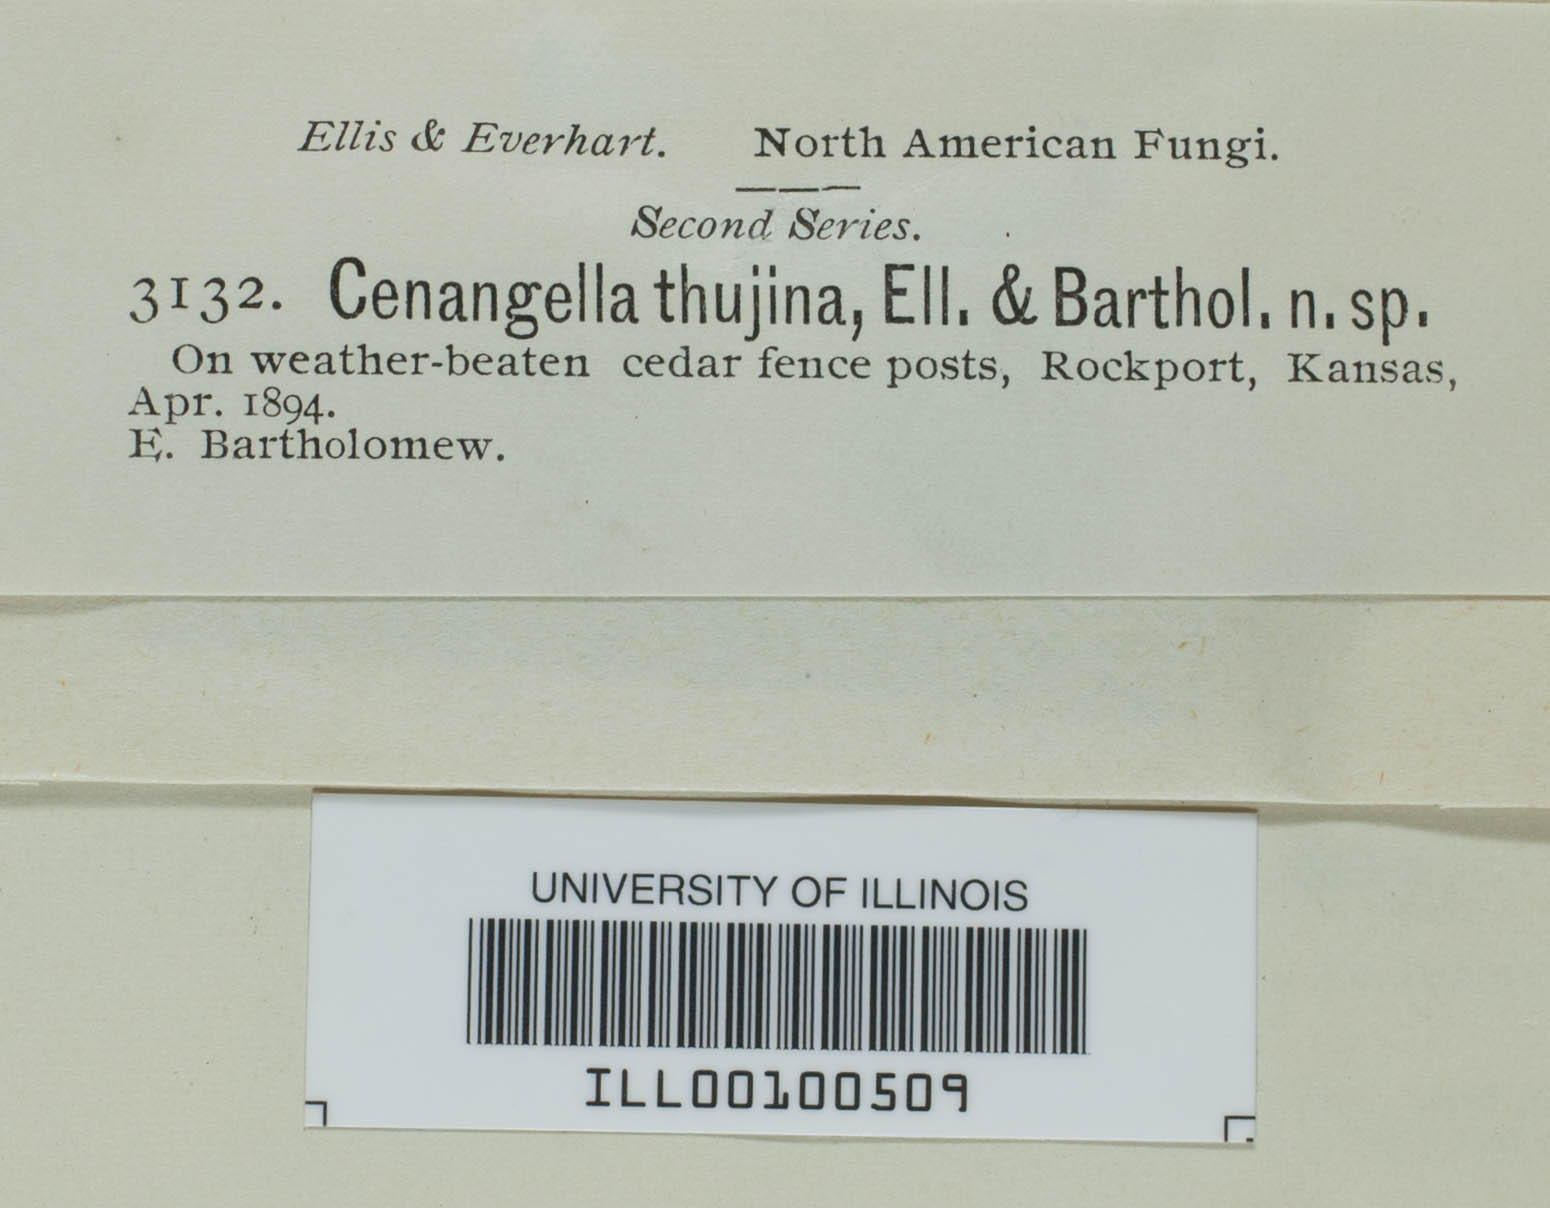 Ellis & Everhart. North American Fungi.
Second Series.
3132. Cenangella thujina, Ell. & Barthol. n. sp.
On weather-beaten cedar fence posts, Rockport, Kansas,
Apr. 1894.
E. Bartholomew.
UNIVERSITY OF ILLINOIS
ILL00100509